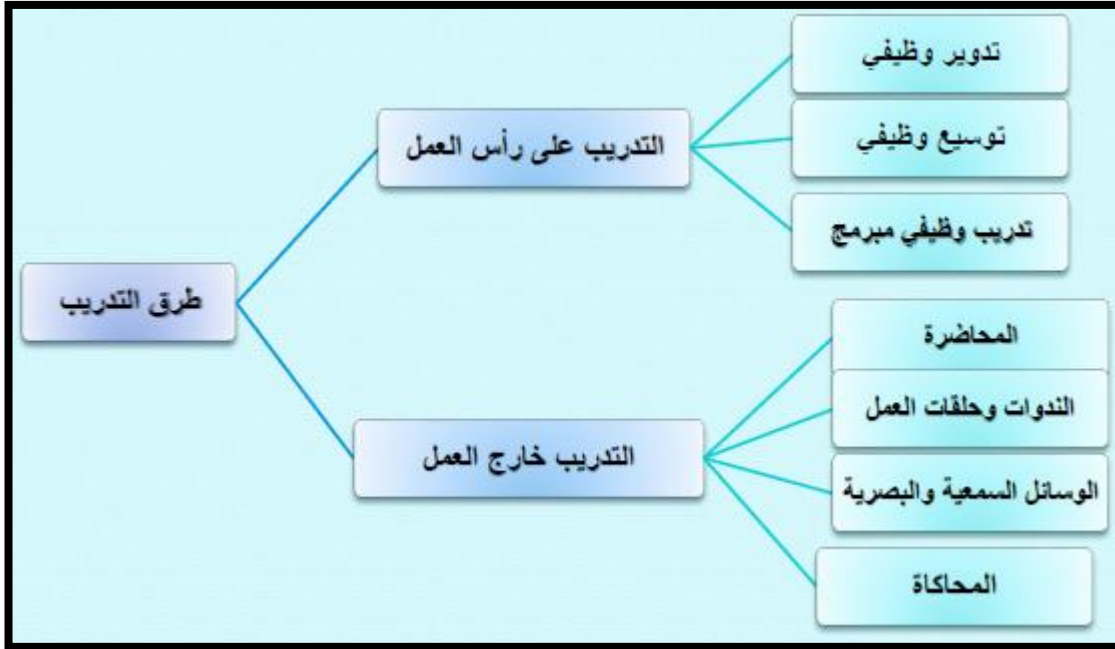 طرق التدريب
التدريب على رأس العمل
تدوير وظيفي
توسيع وظيفي
تدريب وظيفي مبرمج
التدريب خارج العمل
المحاضرة
الندوات وحلقات العمل
الوسائل السمعية والبصرية
المحاكاة